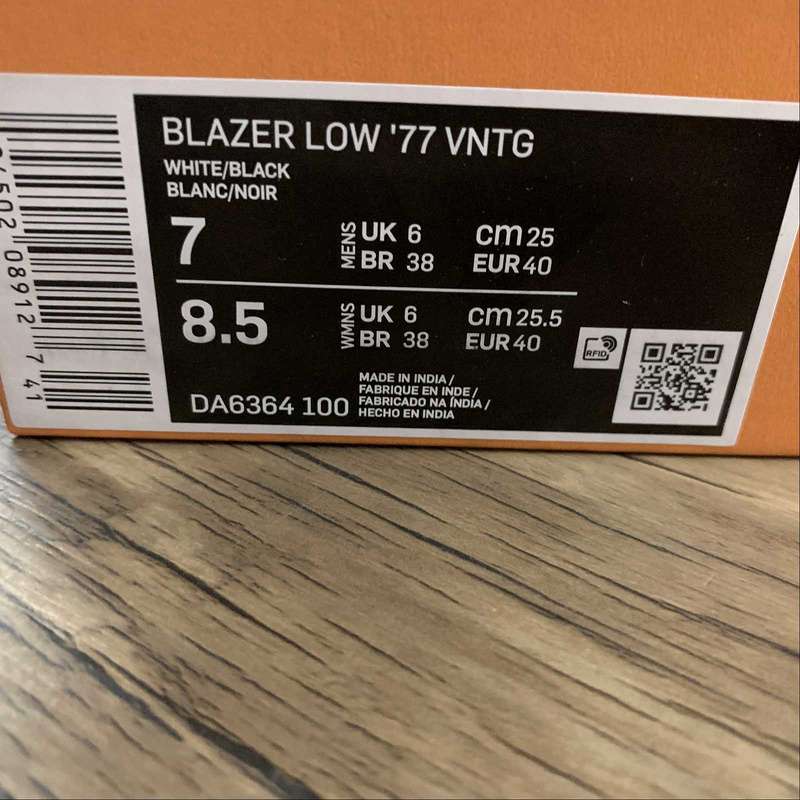 BLAZER LOW '77 VNTG
WHITE/BLACK
BLANC/NOIR
7
MENS
UK 6 cm 25
BR 38 EUR 40
8.5
WMNS
UK 6 cm 25.5
BR 38 EUR 40
DA6364 100
MADE IN INDIA /
FABRIQUE EN INDE /
FABRICADO NA ÍNDIA /
HECHO EN INDIA
RFID
08912 7 41